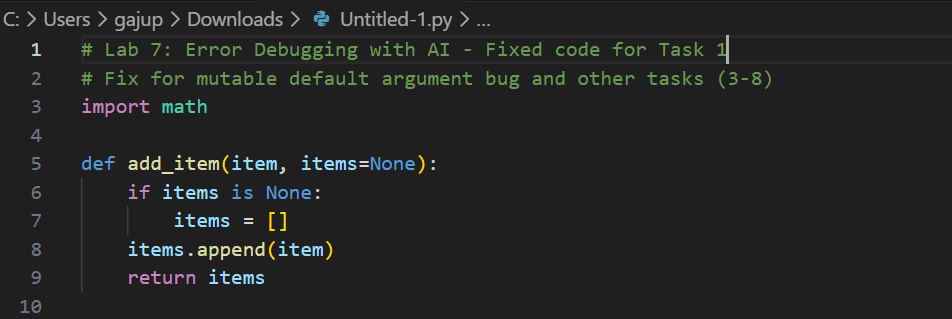 C: > Users > gajup > Downloads > Untitled-1.py > ...
1 # Lab 7: Error Debugging with AI - Fixed code for Task 1
2 # Fix for mutable default argument bug and other tasks (3-8)
3 import math
4
5 def add_item(item, items=None):
6     if items is None:
7         items = []
8     items.append(item)
9     return items
10